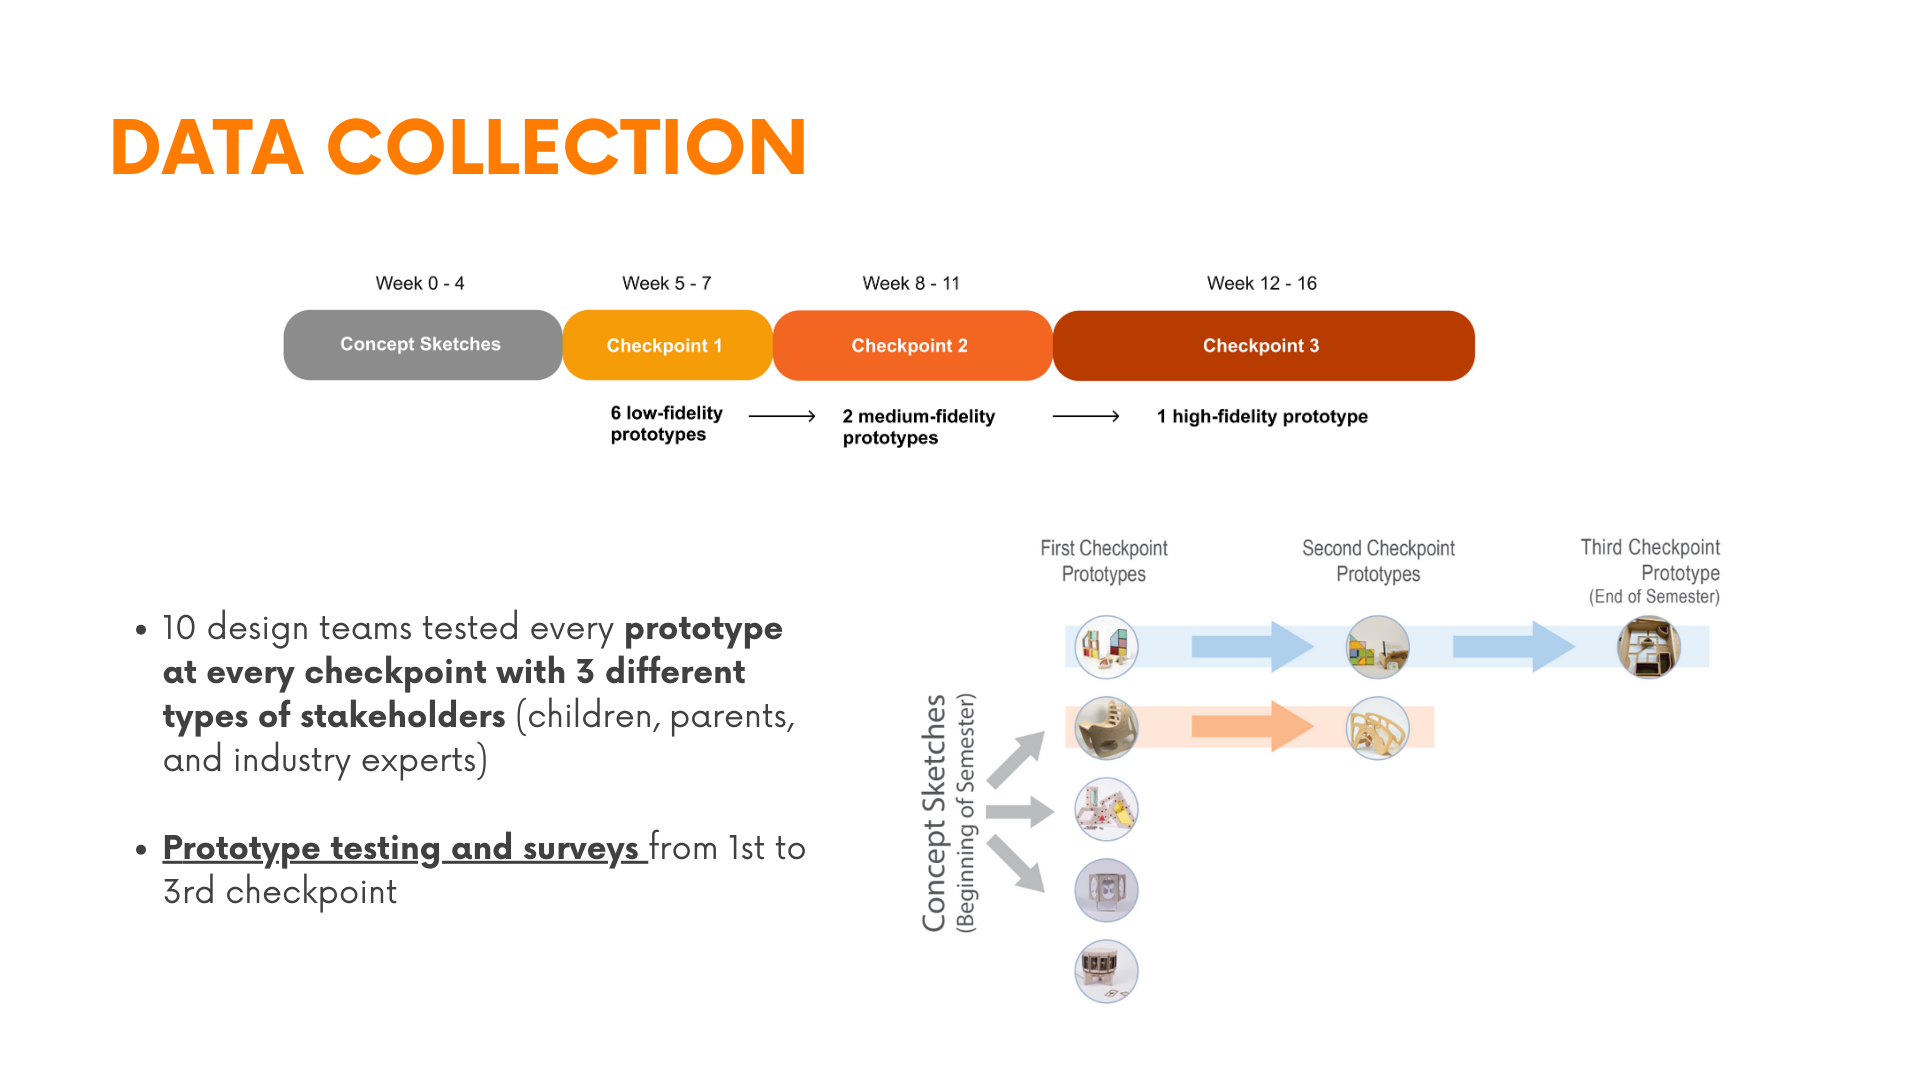 DATA COLLECTION
Week 0 - 4
Week 5 - 7
Week 8 - 11
Week 12 - 16
Concept Sketches
Checkpoint 1
Checkpoint 2
Checkpoint 3
6 low-fidelity
prototypes
2 medium-fidelity
prototypes
1 high-fidelity prototype
• 10 design teams tested every prototype
at every checkpoint with 3 different
types of stakeholders (children, parents,
and industry experts)
• Prototype testing and surveys from 1st to
3rd checkpoint
First Checkpoint
Prototypes
Second Checkpoint
Prototypes
Third Checkpoint
Prototype
(End of Semester)
Concept Sketches
(Beginning of Semester)